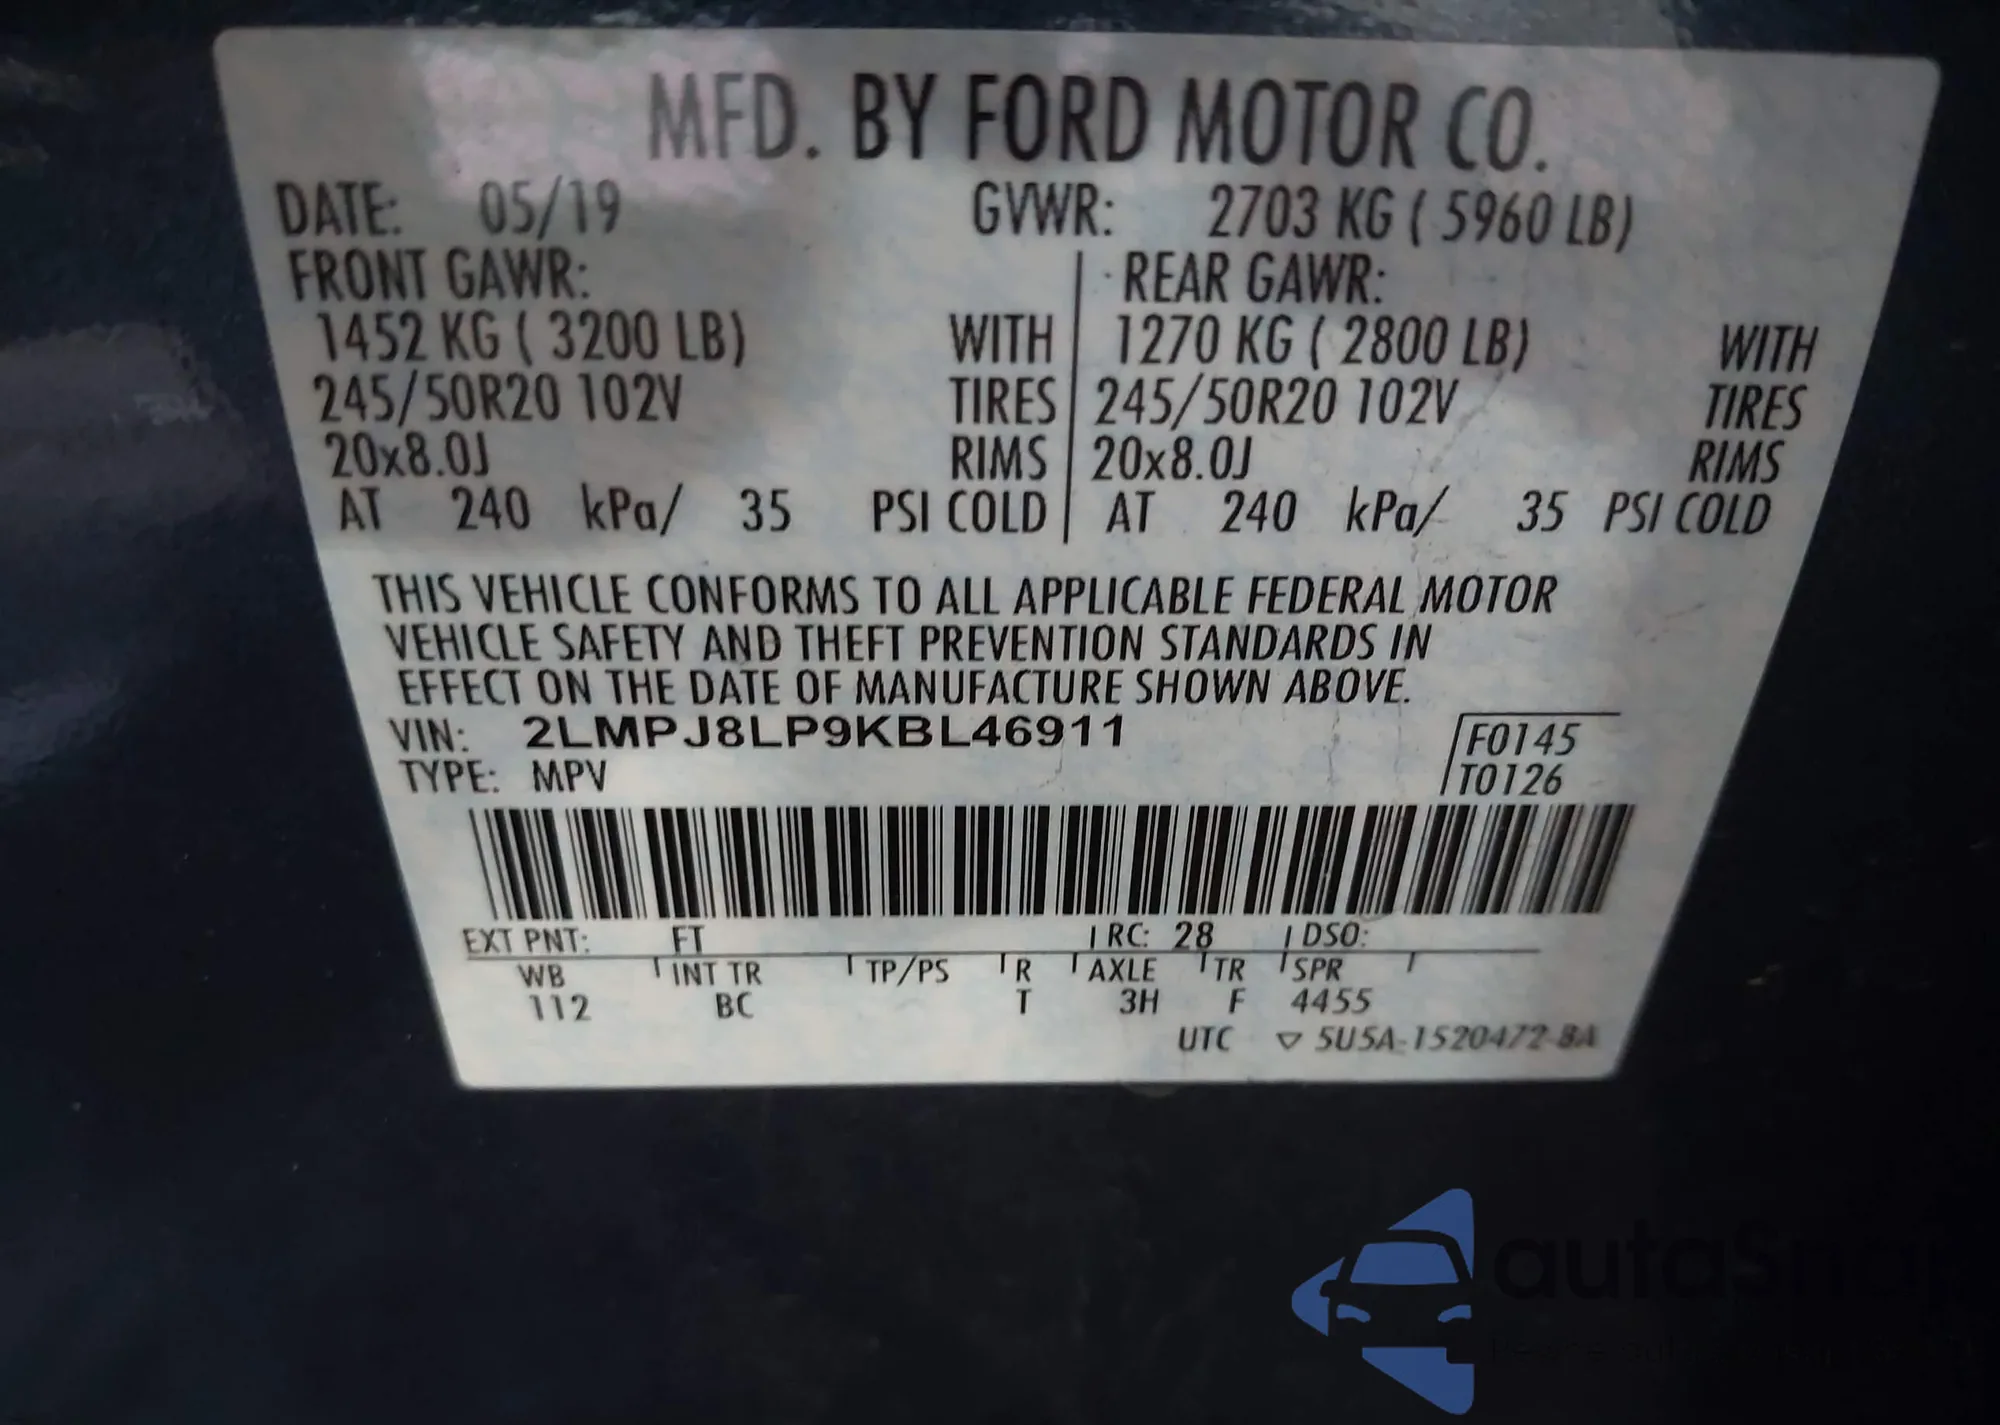 MFD. BY FORD MOTOR CO.
DATE: 05/19 GVWR: 2703 KG ( 5960 LB)
FRONT GAWR: REAR GAWR:
1452 KG ( 3200 LB) WITH 1270 KG ( 2800 LB) WITH
245/50R20 102V TIRES 245/50R20 102V TIRES
20x8.0J RIMS 20x8.0J RIMS
AT 240 kPa/ 35 PSI COLD AT 240 kPa/ 35 PSI COLD
THIS VEHICLE CONFORMS TO ALL APPLICABLE FEDERAL MOTOR
VEHICLE SAFETY AND THEFT PREVENTION STANDARDS IN
EFFECT ON THE DATE OF MANUFACTURE SHOWN ABOVE.
VIN: 2LMPJ8LP9KBL46911 F0145
TYPE: MPV T0126
EXT PNT: FT RC: 28 DSO:
WB INT TR TP/PS R AXLE TR SPR
112 BC T 3H F 4455
UTC ▽ 5U5A-1520472-BA